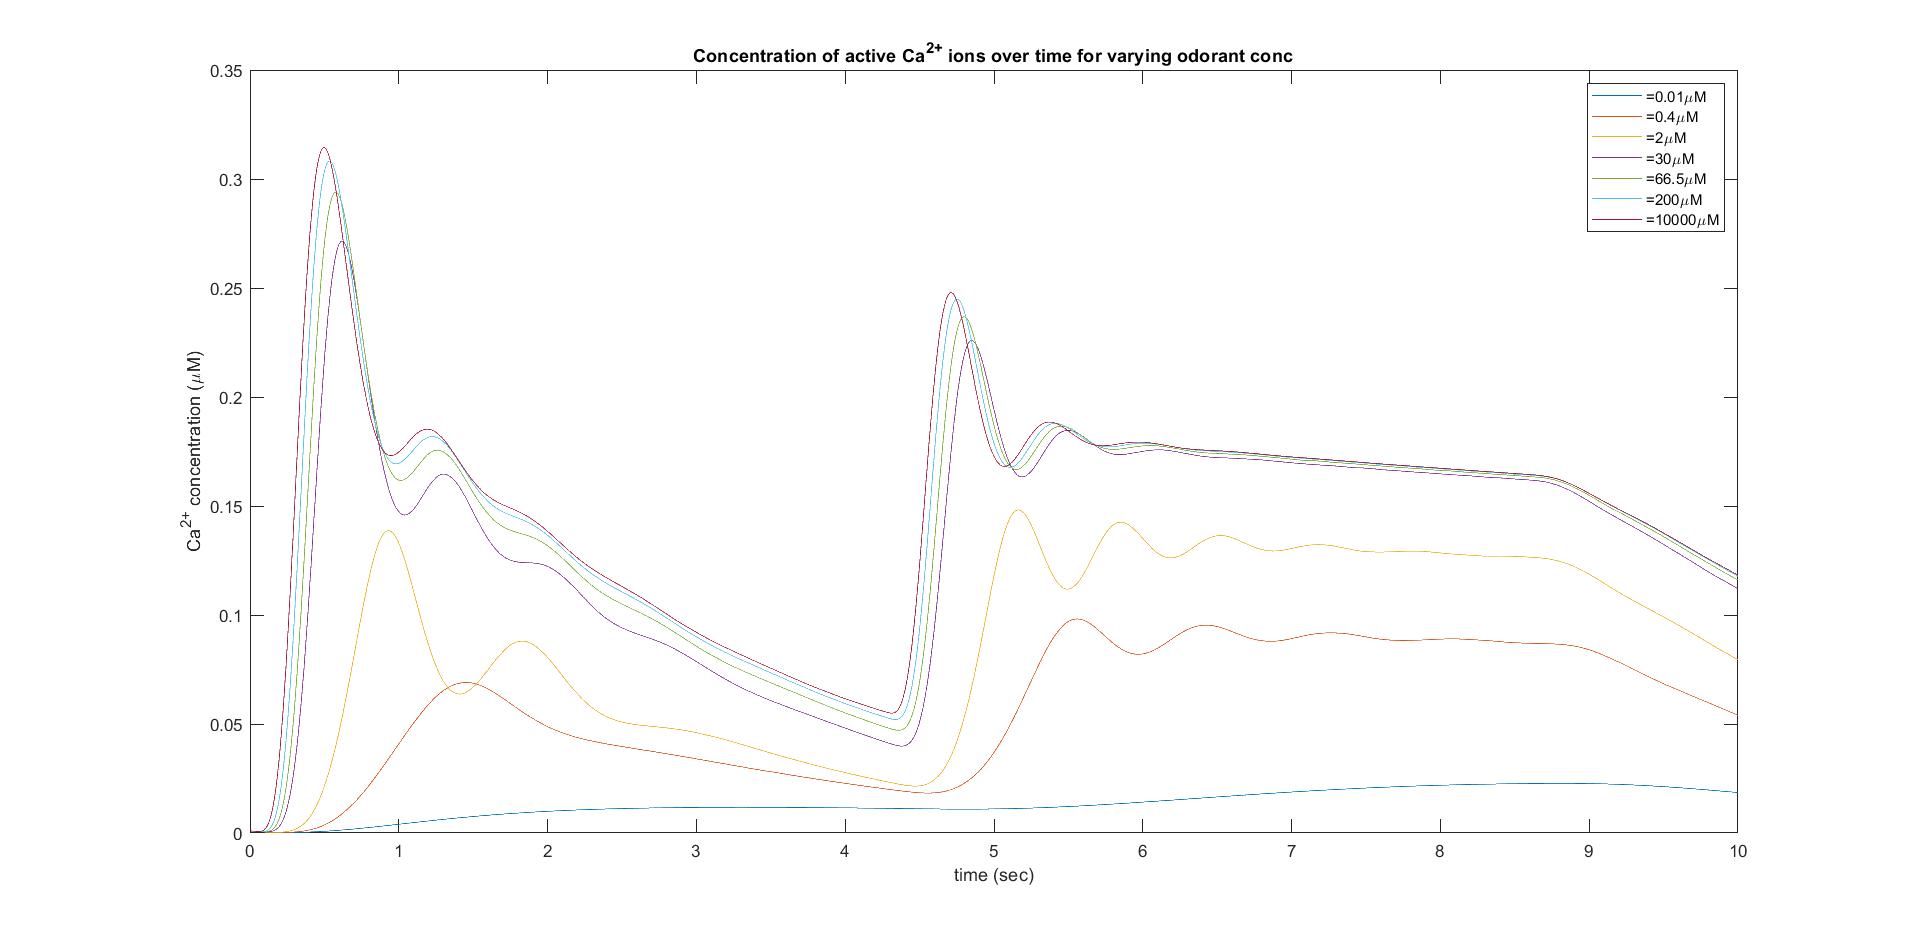 Concentration of active Ca²⁺ ions over time for varying odorant conc
0.35
0.3
0.25
0.2
0.15
0.1
0.05
0
Ca²⁺ concentration (μM)
=0.01μM
=0.4μM
=2μM
=30μM
=66.5μM
=200μM
=10000μM
0 1 2 3 4 5 6 7 8 9 10
time (sec)